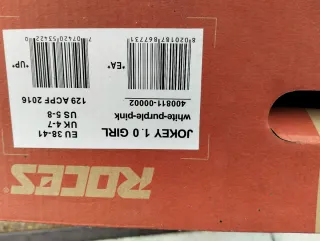 ROCES
JOKEY 1.0 GIRL
white-purple-pink
400811-00002
EU 38-41
UK 4-7
US 5-8
129 ACPF 2016
"EA"
8020187867731
"UP"